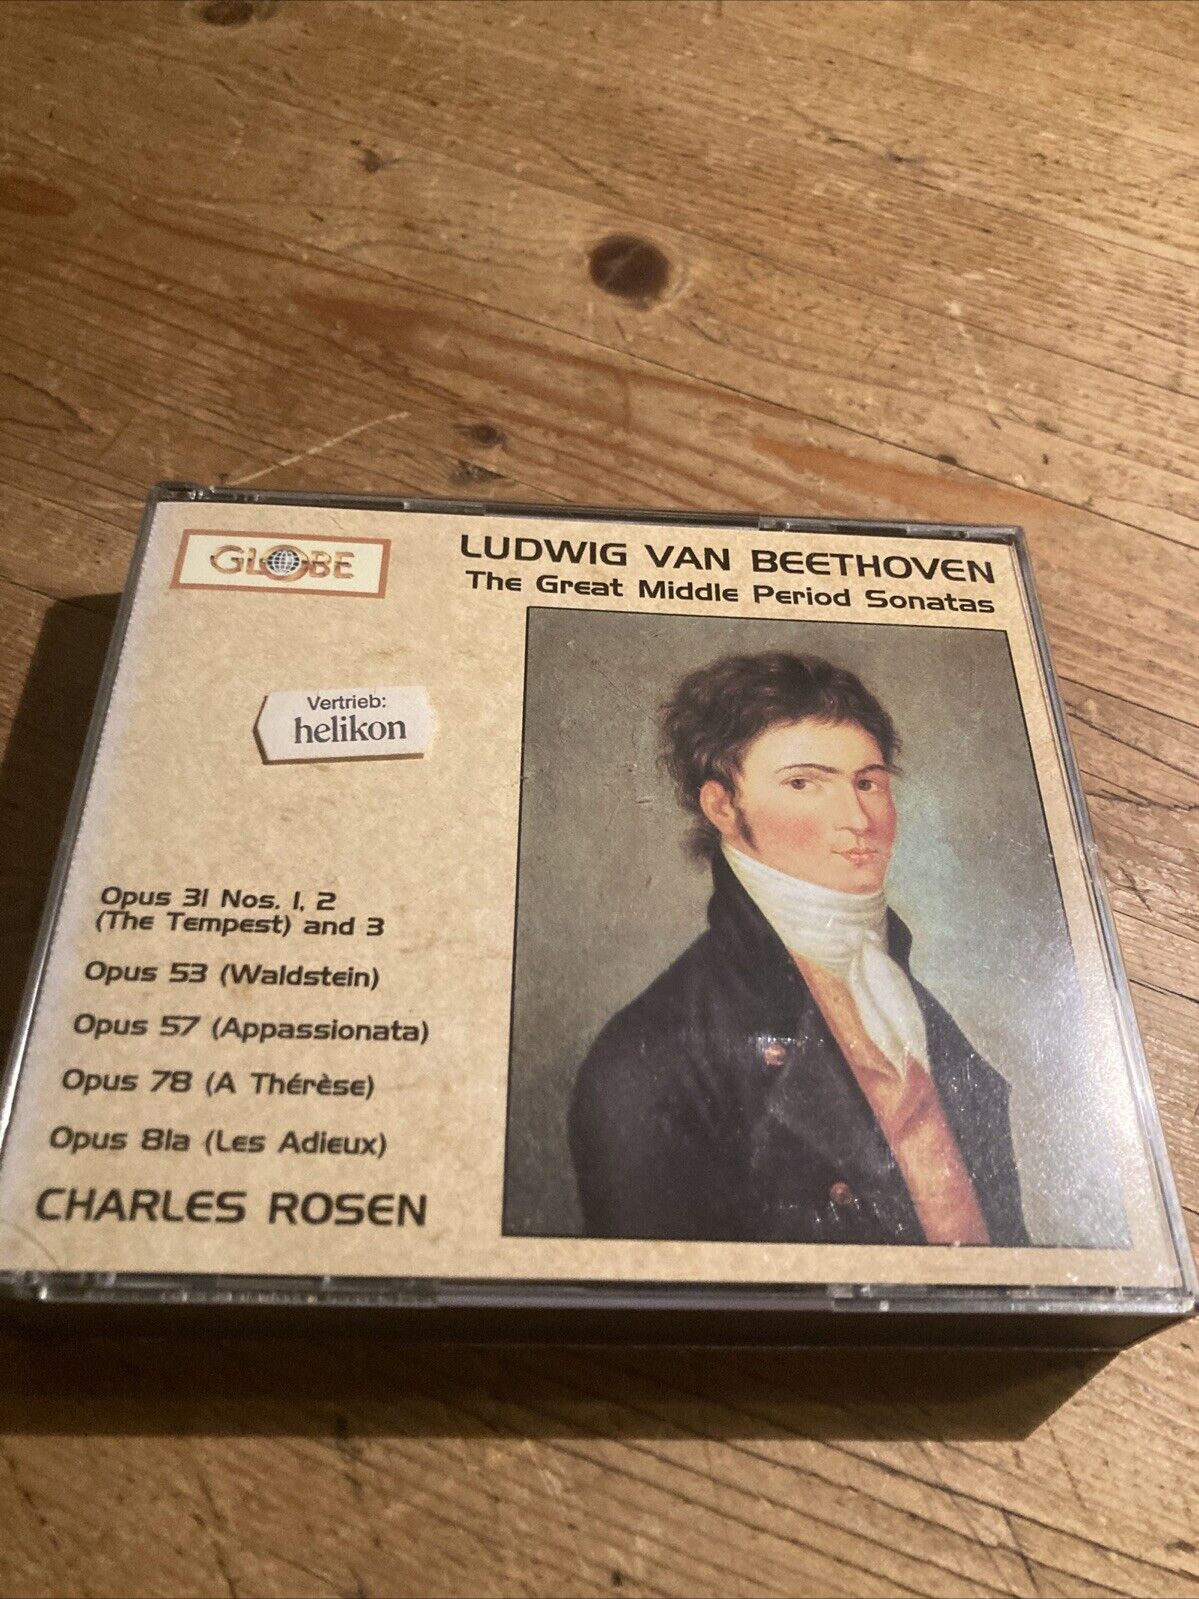 GLOBE
LUDWIG VAN BEETHOVEN
The Great Middle Period Sonatas
Vertrieb:
helikon
Opus 31 Nos. 1, 2
(The Tempest) and 3
Opus 53 (Waldstein)
Opus 57 (Appassionata)
Opus 78 (A Thérèse)
Opus 81a (Les Adieux)
CHARLES ROSEN